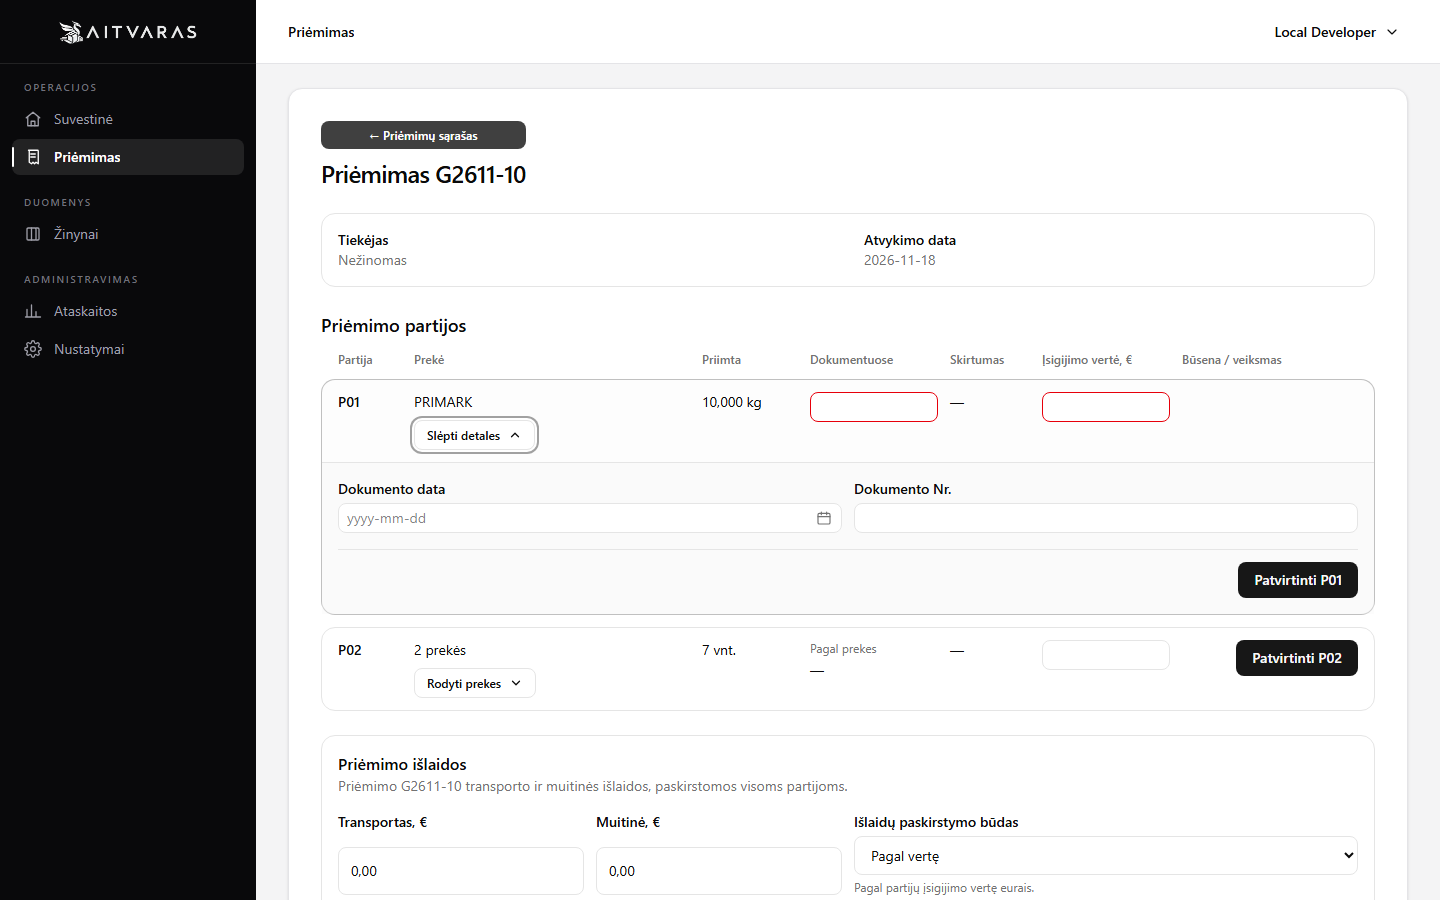 AITVARAS
Priėmimas
Local Developer
OPERACIJOS
Suvestinė
Priėmimas
DUOMENYS
Žinynai
ADMINISTRAVIMAS
Ataskaitos
Nustatymai
← Priėmimų sąrašas
Priėmimas G2611-10
Tiekėjas
Nežinomas
Atvykimo data
2026-11-18
Priėmimo partijos
Partija Prekė Priimta Dokumentuose Skirtumas Įsigijimo vertė, € Būsena / veiksmas
P01 PRIMARK 10,000 kg —
Slėpti detales
Dokumento data
yyyy-mm-dd
Dokumento Nr.
Patvirtinti P01
P02 2 prekės 7 vnt. Pagal prekes — Patvirtinti P02
—
Rodyti prekes
Priėmimo išlaidos
Priėmimo G2611-10 transporto ir muitinės išlaidos, paskirstomos visoms partijoms.
Transportas, € Muitinė, € Išlaidų paskirstymo būdas
0,00 0,00 Pagal vertę
Pagal partijų įsigijimo vertę eurais.